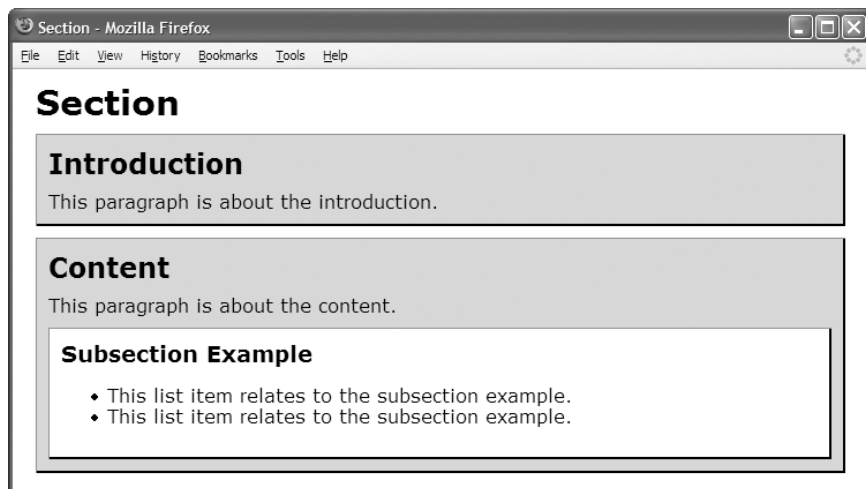 Section - Mozilla Firefox
File Edit View History Bookmarks Tools Help
Section
Introduction
This paragraph is about the introduction.
Content
This paragraph is about the content.
Subsection Example
• This list item relates to the subsection example.
• This list item relates to the subsection example.